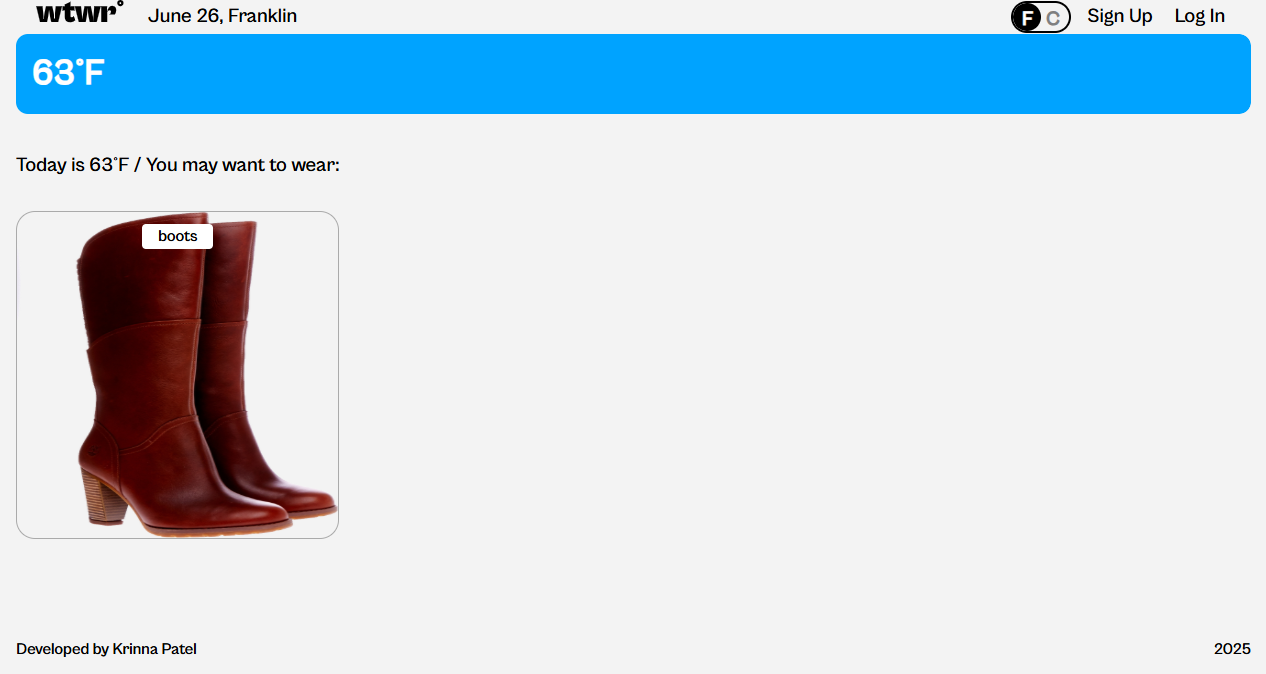 wtwr° June 26, Franklin F C Sign Up Log In
63°F
Today is 63°F / You may want to wear:
boots
Developed by Krinna Patel 2025